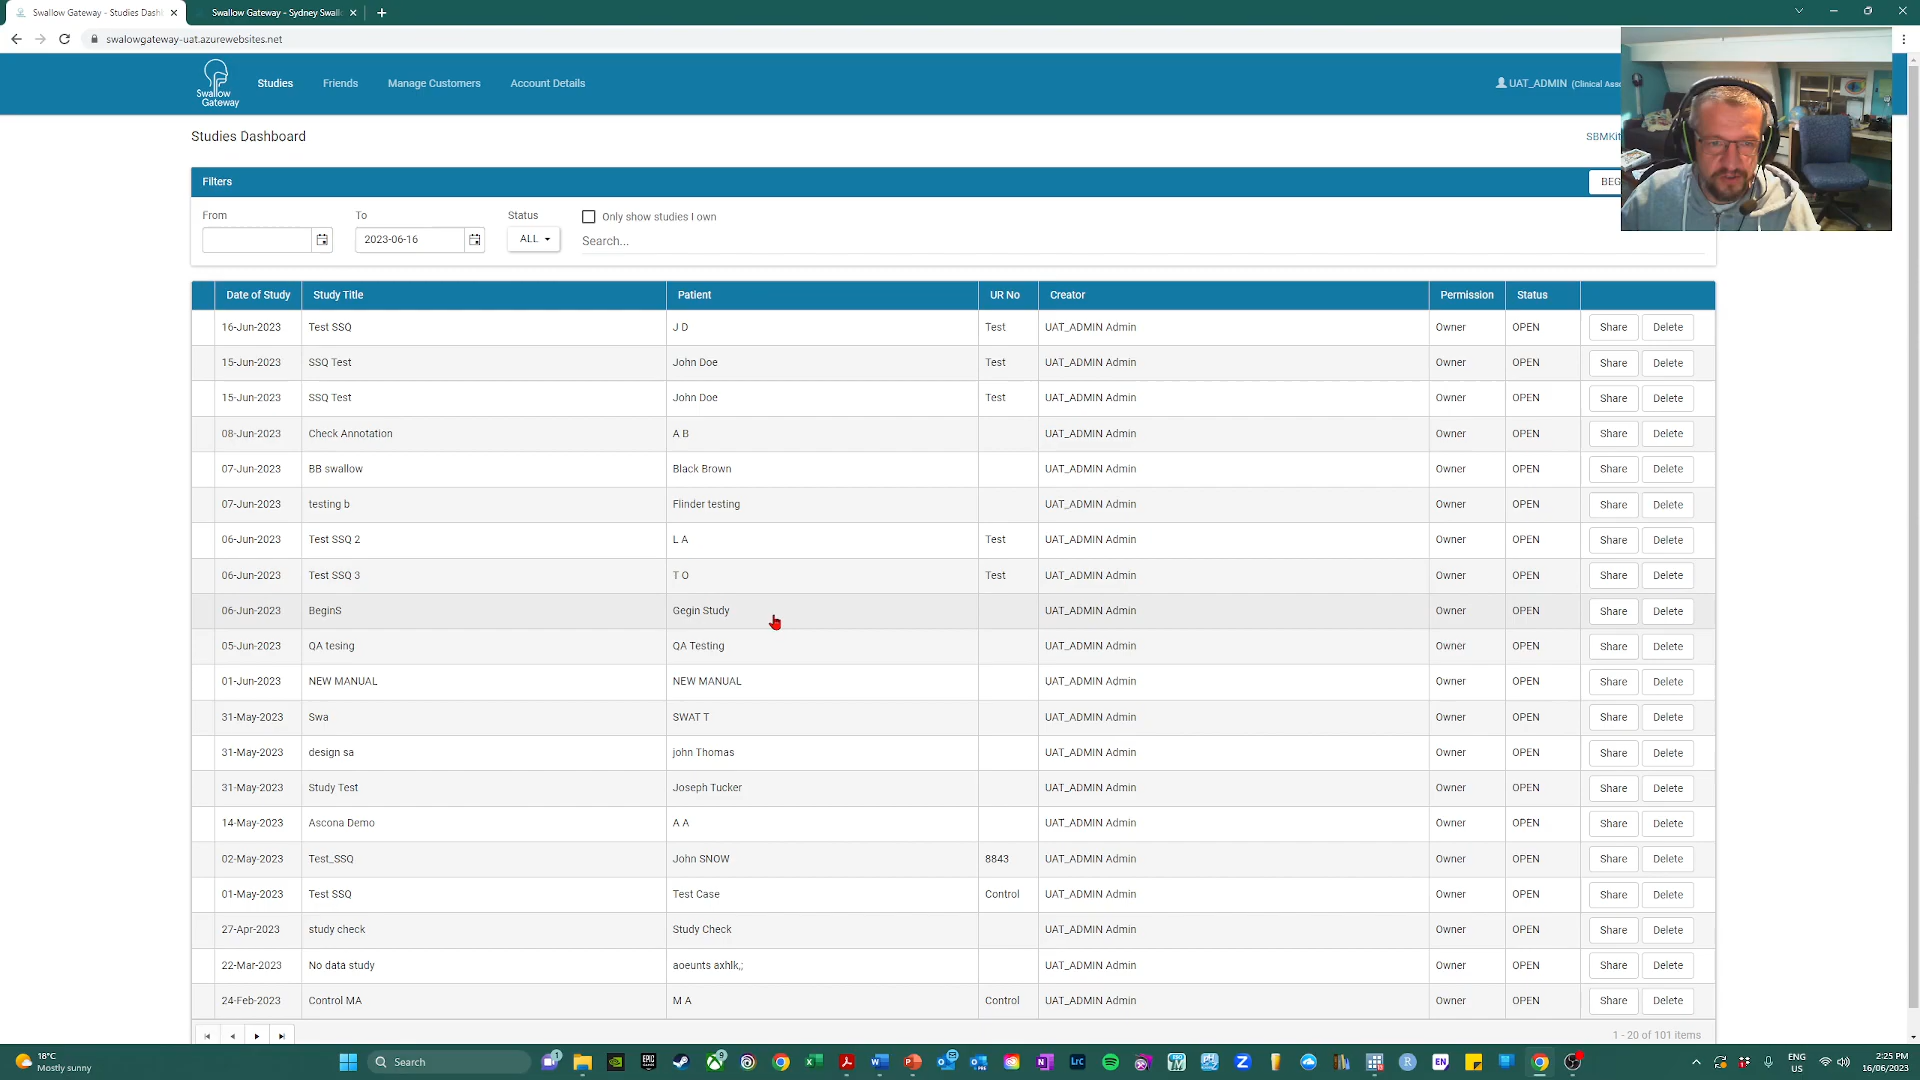 Swallow Gateway - Studies Dash
Swallow Gateway - Sydney Swall
swalowgateway-uat.azurewebsites.net
Swallow
Gateway
Studies
Friends
Manage Customers
Account Details
UAT_ADMIN (Clinical Asse
Studies Dashboard
SBMKit
Filters
BEG
From
To
Status
Only show studies I own
2023-06-16
ALL
Search...
Date of Study Study Title Patient UR No Creator Permission Status
16-Jun-2023 Test SSQ J D Test UAT_ADMIN Admin Owner OPEN Share Delete
15-Jun-2023 SSQ Test John Doe Test UAT_ADMIN Admin Owner OPEN Share Delete
15-Jun-2023 SSQ Test John Doe Test UAT_ADMIN Admin Owner OPEN Share Delete
08-Jun-2023 Check Annotation A B UAT_ADMIN Admin Owner OPEN Share Delete
07-Jun-2023 BB swallow Black Brown UAT_ADMIN Admin Owner OPEN Share Delete
07-Jun-2023 testing b Flinder testing UAT_ADMIN Admin Owner OPEN Share Delete
06-Jun-2023 Test SSQ 2 L A Test UAT_ADMIN Admin Owner OPEN Share Delete
06-Jun-2023 Test SSQ 3 T O Test UAT_ADMIN Admin Owner OPEN Share Delete
06-Jun-2023 BeginS Gegin Study UAT_ADMIN Admin Owner OPEN Share Delete
05-Jun-2023 QA tesing QA Testing UAT_ADMIN Admin Owner OPEN Share Delete
01-Jun-2023 NEW MANUAL NEW MANUAL UAT_ADMIN Admin Owner OPEN Share Delete
31-May-2023 Swa SWAT T UAT_ADMIN Admin Owner OPEN Share Delete
31-May-2023 design sa john Thomas UAT_ADMIN Admin Owner OPEN Share Delete
31-May-2023 Study Test Joseph Tucker UAT_ADMIN Admin Owner OPEN Share Delete
14-May-2023 Ascona Demo A A UAT_ADMIN Admin Owner OPEN Share Delete
02-May-2023 Test_SSQ John SNOW 8843 UAT_ADMIN Admin Owner OPEN Share Delete
01-May-2023 Test SSQ Test Case Control UAT_ADMIN Admin Owner OPEN Share Delete
27-Apr-2023 study check Study Check UAT_ADMIN Admin Owner OPEN Share Delete
22-Mar-2023 No data study aoeunts axhlk,; UAT_ADMIN Admin Owner OPEN Share Delete
24-Feb-2023 Control MA M A Control UAT_ADMIN Admin Owner OPEN Share Delete
1 - 20 of 101 items
18°C
Mostly sunny
Search
ENG
US
2:25 PM
16/06/2023